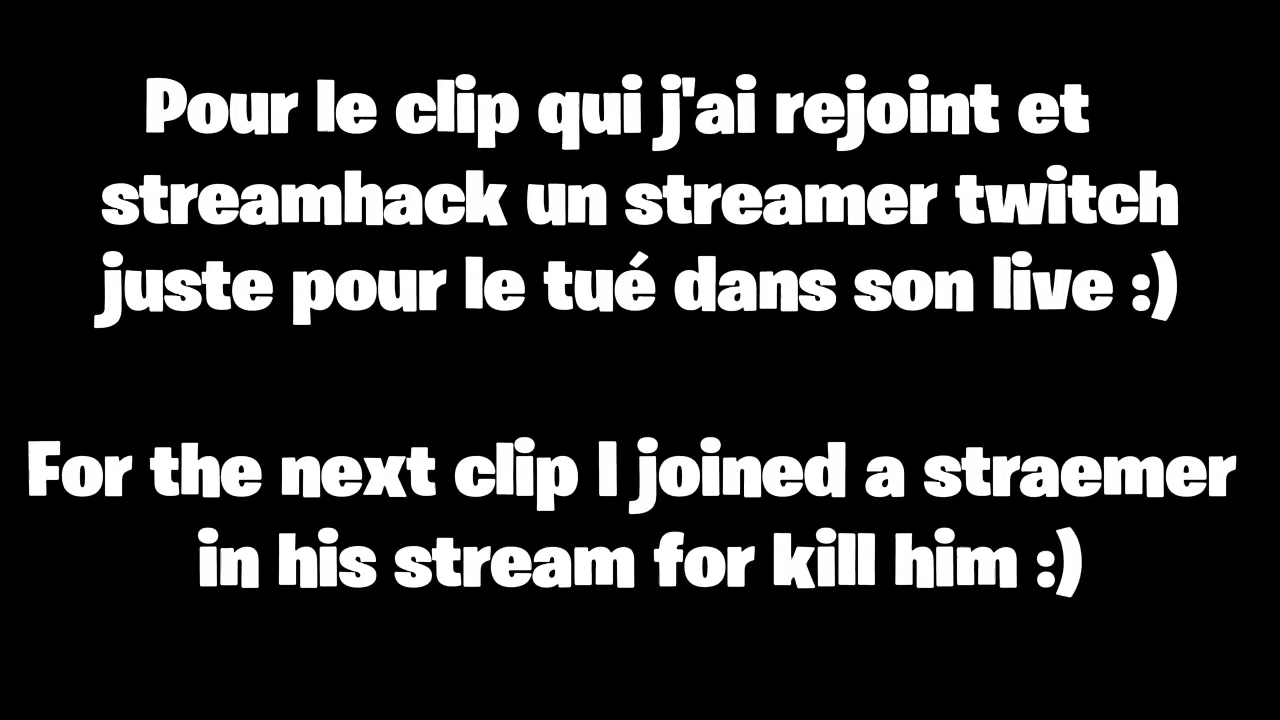 Pour le clip qui j'ai rejoint et
streamhack un streamer twitch
juste pour le tué dans son live :)
For the next clip I joined a straemer
in his stream for kill him :)